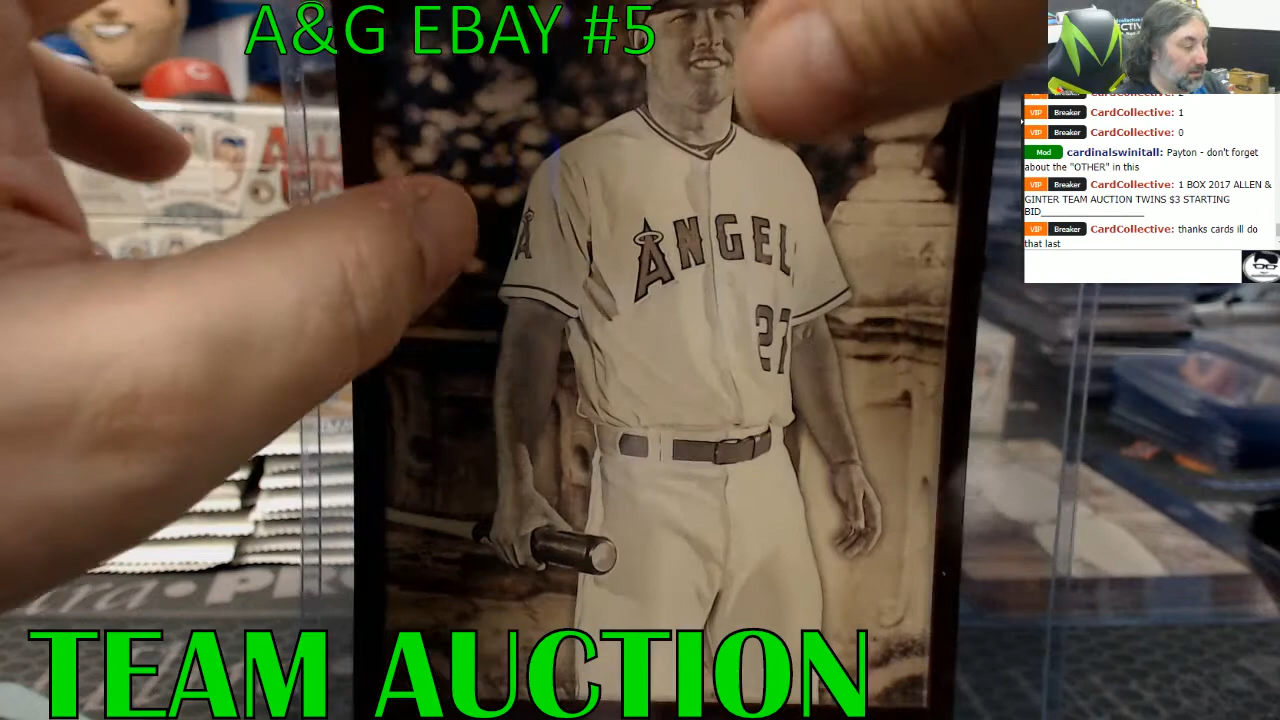 A&G EBAY #5
VIP Breaker CardCollective: 1
VIP Breaker CardCollective: 0
Mod cardinalswinitall: Payton - don't forget
about the "OTHER" in this
VIP Breaker CardCollective: 1 BOX 2017 ALLEN &
GINTER TEAM AUCTION TWINS $3 STARTING
BID____________________
VIP Breaker CardCollective: thanks cards ill do
that last
A
ANGEL
27
TEAM AUCTION